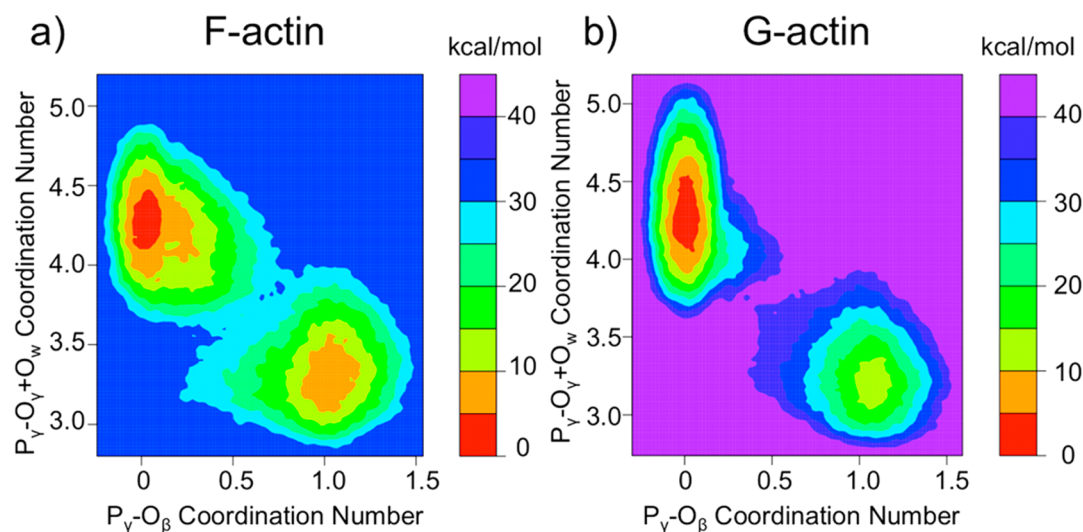 a) F-actin
kcal/mol
5.0
4.5
4.0
3.5
3.0
0 0.5 1.0 1.5
Pγ-Oγ+Ow Coordination Number
Pγ-Oβ Coordination Number
40
30
20
10
0
b) G-actin
kcal/mol
5.0
4.5
4.0
3.5
3.0
0 0.5 1.0 1.5
Pγ-Oγ+Ow Coordination Number
Pγ-Oβ Coordination Number
40
30
20
10
0